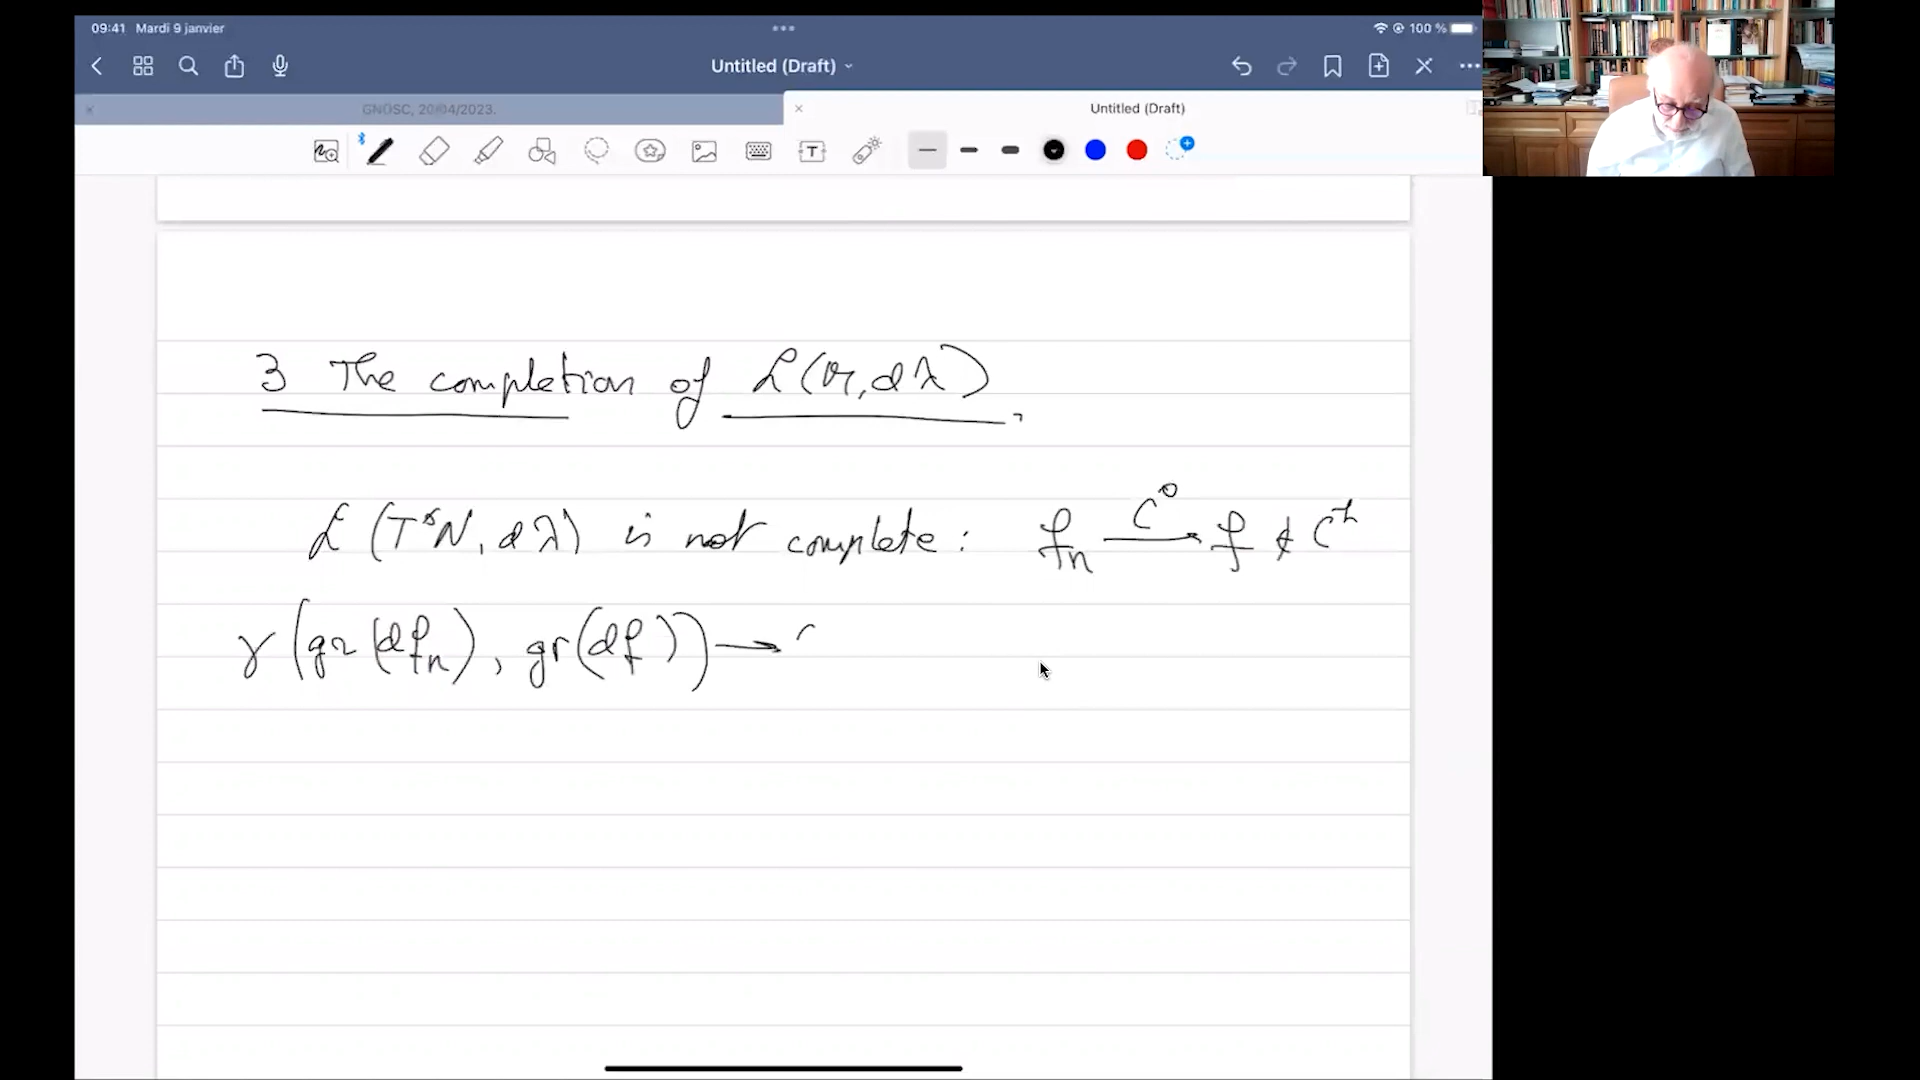 09:41 Mardi 9 janvier
100 %
Untitled (Draft)
GNOSC, 20/04/2023.
Untitled (Draft)
T
3 The completion of ℒ(M, dλ).
ℒ(T*N, dλ) is not complete : fₙ —C⁰→ f ∉ C¹
γ(gr(dfₙ), gr(df)) →